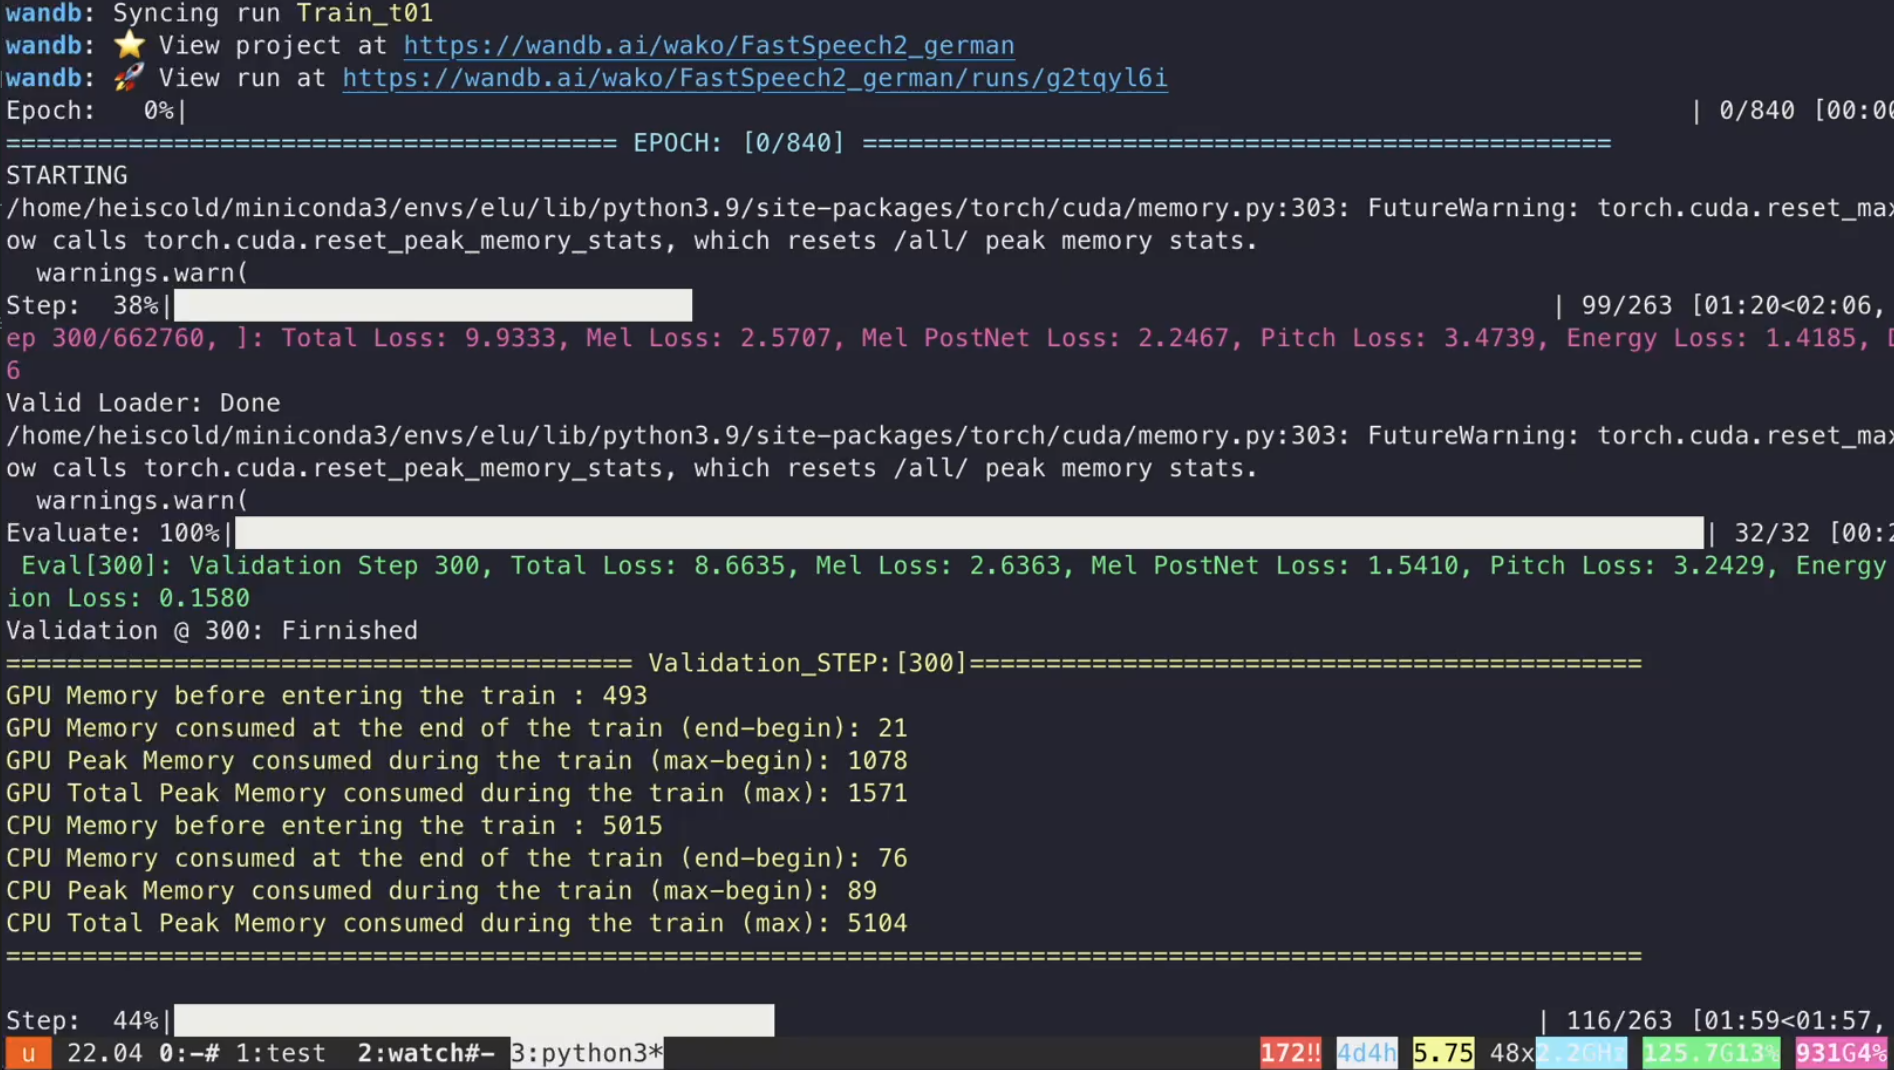 wandb: Syncing run Train_t01
wandb: ⭐ View project at https://wandb.ai/wako/FastSpeech2_german
wandb: 🚀 View run at https://wandb.ai/wako/FastSpeech2_german/runs/g2tqyl6i
Epoch:   0%| | 0/840 [00:00
======================================== EPOCH: [0/840] =================================================
STARTING
/home/heiscold/miniconda3/envs/elu/lib/python3.9/site-packages/torch/cuda/memory.py:303: FutureWarning: torch.cuda.reset_max
ow calls torch.cuda.reset_peak_memory_stats, which resets /all/ peak memory stats.
  warnings.warn(
Step:  38%| | 99/263 [01:20<02:06,
ep 300/662760, ]: Total Loss: 9.9333, Mel Loss: 2.5707, Mel PostNet Loss: 2.2467, Pitch Loss: 3.4739, Energy Loss: 1.4185, D
6
Valid Loader: Done
/home/heiscold/miniconda3/envs/elu/lib/python3.9/site-packages/torch/cuda/memory.py:303: FutureWarning: torch.cuda.reset_max
ow calls torch.cuda.reset_peak_memory_stats, which resets /all/ peak memory stats.
  warnings.warn(
Evaluate: 100%| | 32/32 [00:2
 Eval[300]: Validation Step 300, Total Loss: 8.6635, Mel Loss: 2.6363, Mel PostNet Loss: 1.5410, Pitch Loss: 3.2429, Energy
ion Loss: 0.1580
Validation @ 300: Firnished
========================================= Validation_STEP:[300]============================================
GPU Memory before entering the train : 493
GPU Memory consumed at the end of the train (end-begin): 21
GPU Peak Memory consumed during the train (max-begin): 1078
GPU Total Peak Memory consumed during the train (max): 1571
CPU Memory before entering the train : 5015
CPU Memory consumed at the end of the train (end-begin): 76
CPU Peak Memory consumed during the train (max-begin): 89
CPU Total Peak Memory consumed during the train (max): 5104
===========================================================================================================
Step:  44%| | 116/263 [01:59<01:57,
u 22.04 0:-# 1:test  2:watch#- 3:python3* 172!! 4d4h 5.75 48x2.2GHz 125.7G13% 931G4%